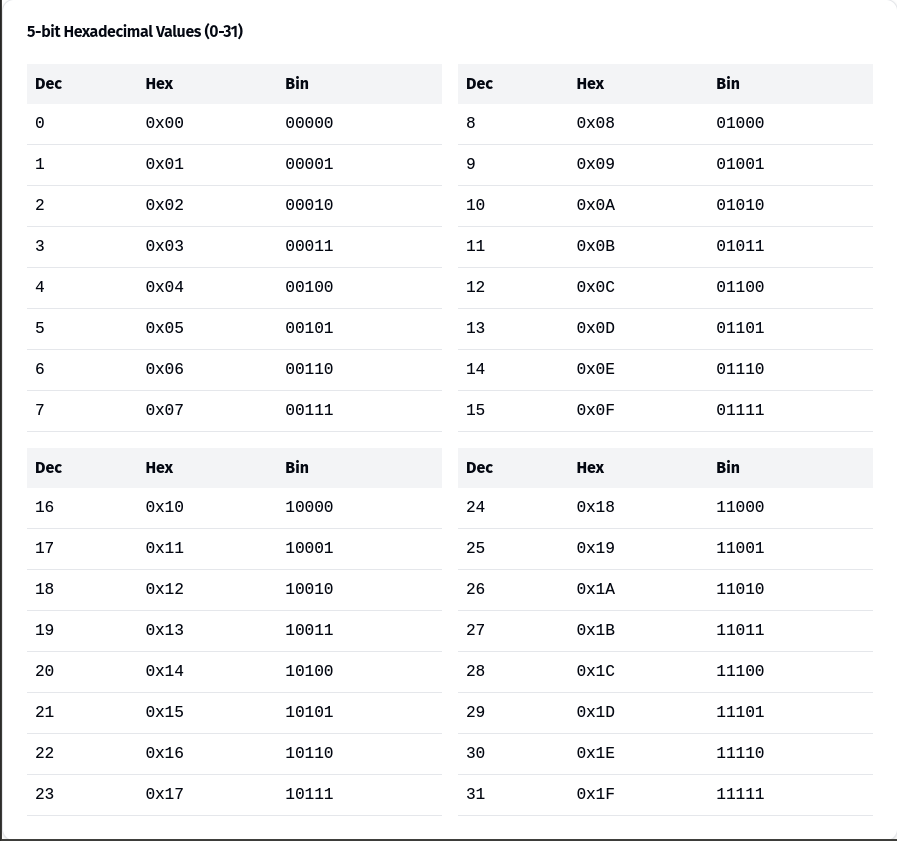 5-bit Hexadecimal Values (0-31)
Dec Hex Bin
0 0x00 00000
1 0x01 00001
2 0x02 00010
3 0x03 00011
4 0x04 00100
5 0x05 00101
6 0x06 00110
7 0x07 00111
Dec Hex Bin
8 0x08 01000
9 0x09 01001
10 0x0A 01010
11 0x0B 01011
12 0x0C 01100
13 0x0D 01101
14 0x0E 01110
15 0x0F 01111
Dec Hex Bin
16 0x10 10000
17 0x11 10001
18 0x12 10010
19 0x13 10011
20 0x14 10100
21 0x15 10101
22 0x16 10110
23 0x17 10111
Dec Hex Bin
24 0x18 11000
25 0x19 11001
26 0x1A 11010
27 0x1B 11011
28 0x1C 11100
29 0x1D 11101
30 0x1E 11110
31 0x1F 11111